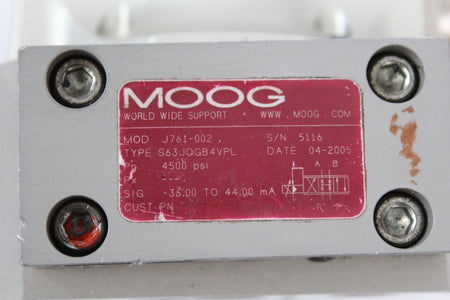 MOOG
WORLD WIDE SUPPORT * WWW . MOOG . COM
MOD J761-002 , S/N 5116
TYPE S63JOGB4VPL DATE 04-2005
4500 psi A B
SIG -36.00 TO 44.00 mA
CUST PN